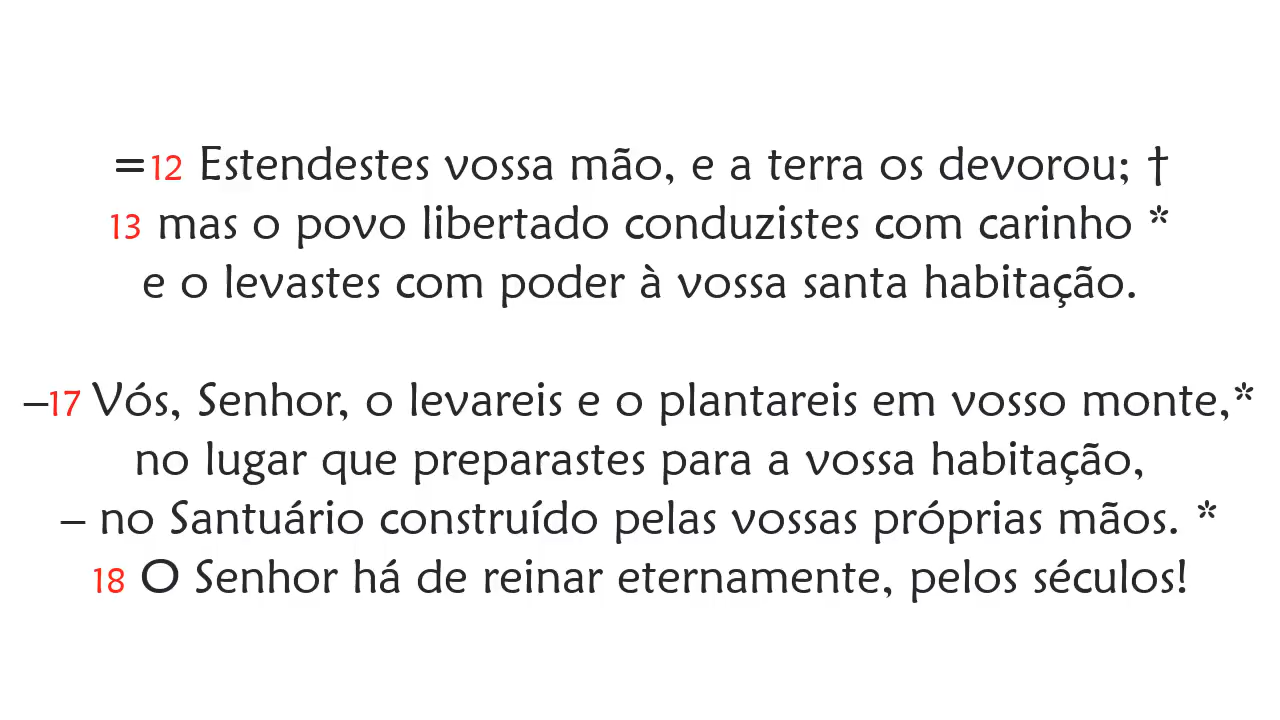 =12 Estendestes vossa mão, e a terra os devorou; †
13 mas o povo libertado conduzistes com carinho *
e o levastes com poder à vossa santa habitação.
–17 Vós, Senhor, o levareis e o plantareis em vosso monte,*
no lugar que preparastes para a vossa habitação,
– no Santuário construído pelas vossas próprias mãos. *
18 O Senhor há de reinar eternamente, pelos séculos!